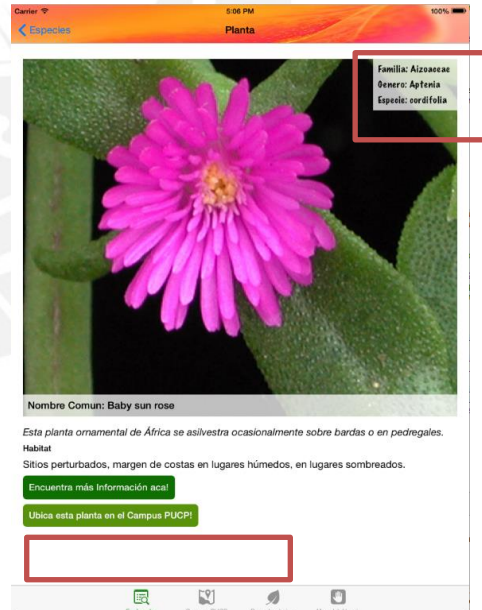 Carrier 5:06 PM 100%
Especies Planta
Familia: Aizoaceae
Genero: Aptenia
Especie: cordifolia
Nombre Comun: Baby sun rose
Esta planta ornamental de África se asilvestra ocasionalmente sobre bardas o en pedregales.
Habitat
Sitios perturbados, margen de costas en lugares húmedos, en lugares sombreados.
Encuentra más Información aca!
Ubica esta planta en el Campus PUCP!